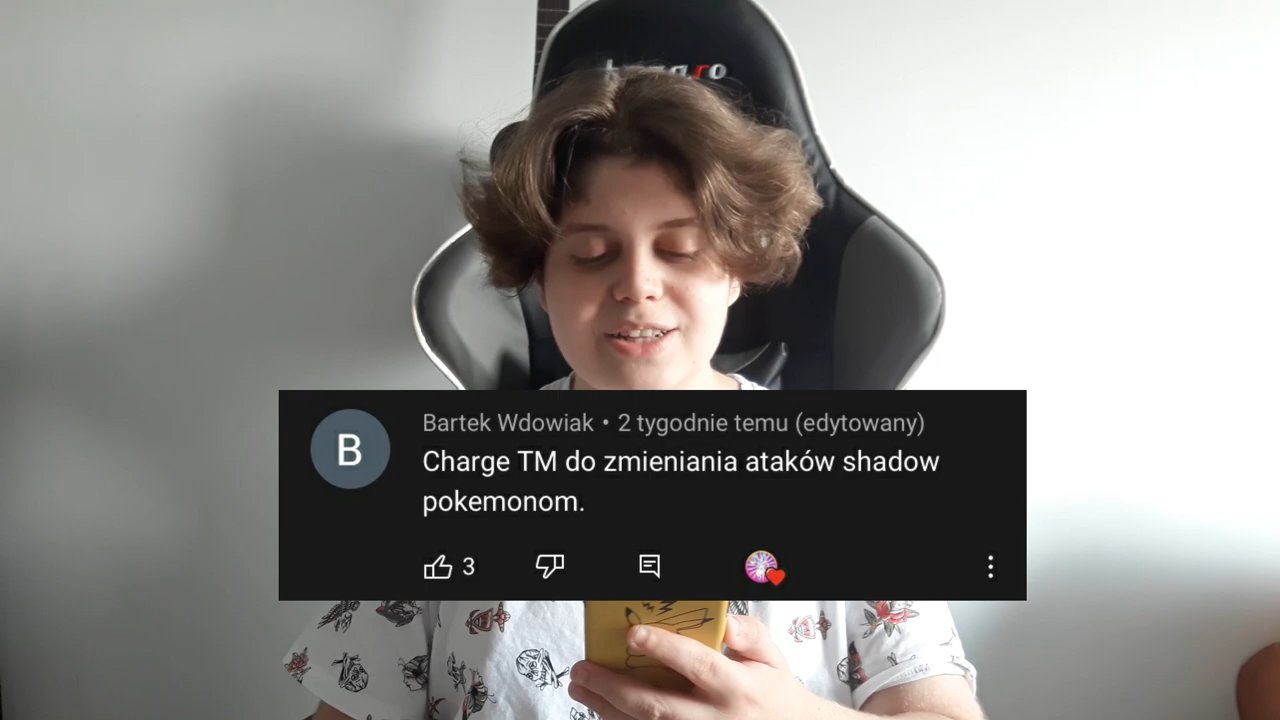 B
Bartek Wdowiak • 2 tygodnie temu (edytowany)
Charge TM do zmieniania ataków shadow
pokemonom.
3